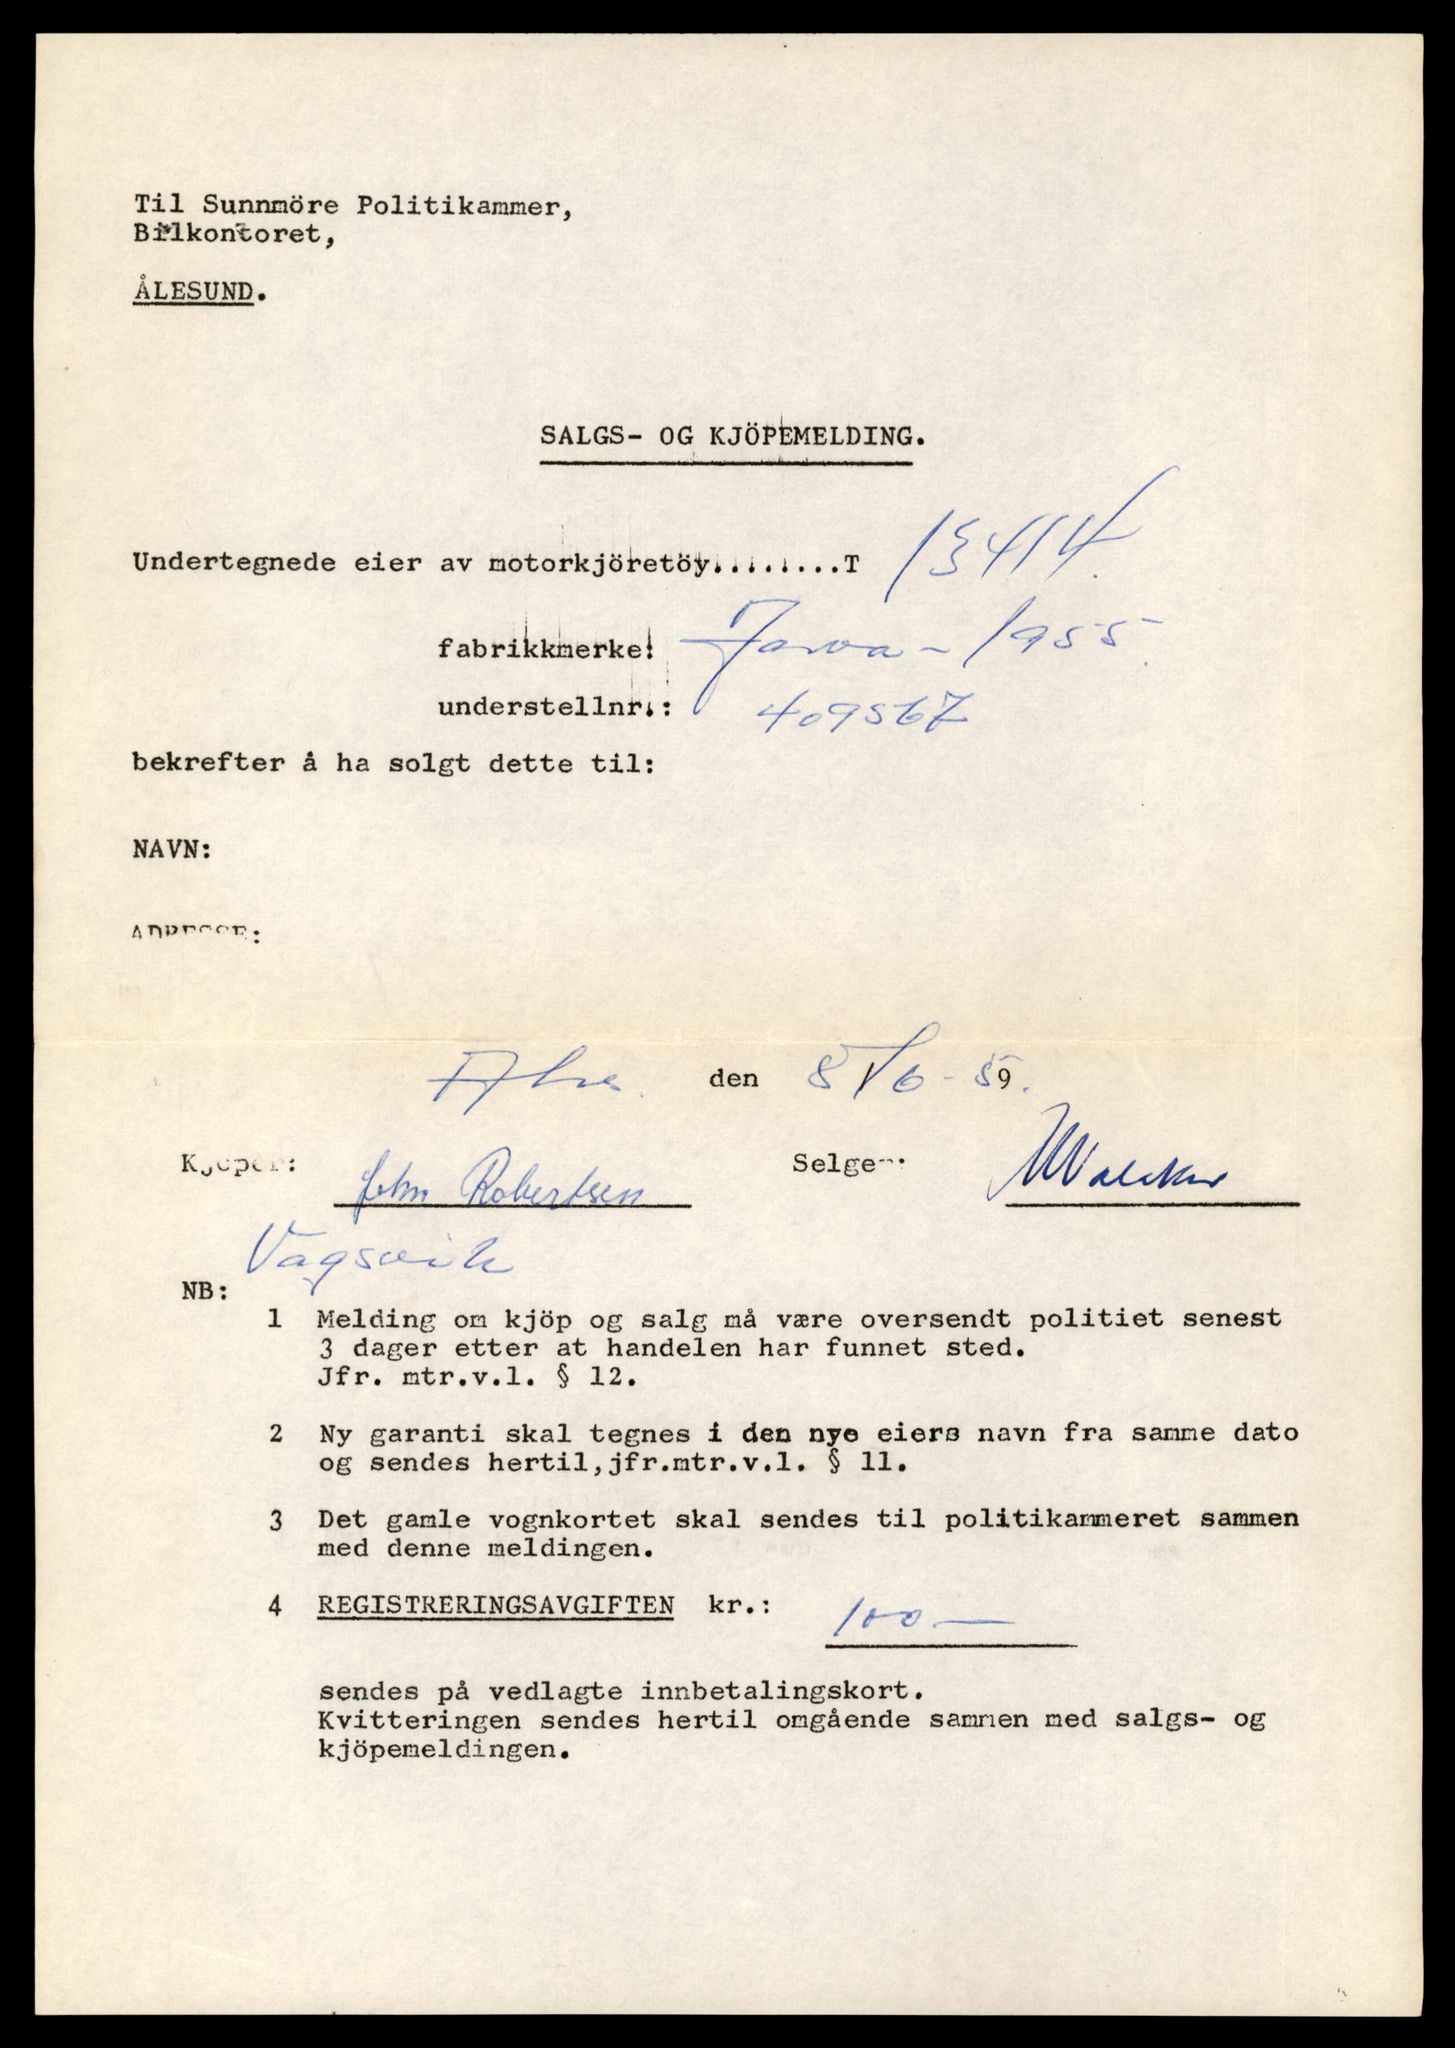 Til Sunnmöre Politikammer,
Bilkontoret,
ÅLESUND.
SALGS- OG KJÖPEMELDING.
Undertegnede eier av motorkjöretöy.........T 13414.
fabrikkmerke: Jawa - 1955.
understellnr.: 409567
bekrefter å ha solgt dette til:
NAVN:
ADRESSE:
den 8/6 - 59.
Kjöper: John Robertsen Selger:
Vagsvik
NB:
1 Melding om kjöp og salg må være oversendt politiet senest
3 dager etter at handelen har funnet sted.
Jfr. mtr.v.l. § 12.
2 Ny garanti skal tegnes i den nye eiers navn fra samme dato
og sendes hertil,jfr.mtr.v.l. § 11.
3 Det gamle vognkortet skal sendes til politikammeret sammen
med denne meldingen.
4 REGISTRERINGSAVGIFTEN kr.: 100 —
sendes på vedlagte innbetalingskort.
Kvitteringen sendes hertil omgående sammen med salgs- og
kjöpemeldingen.